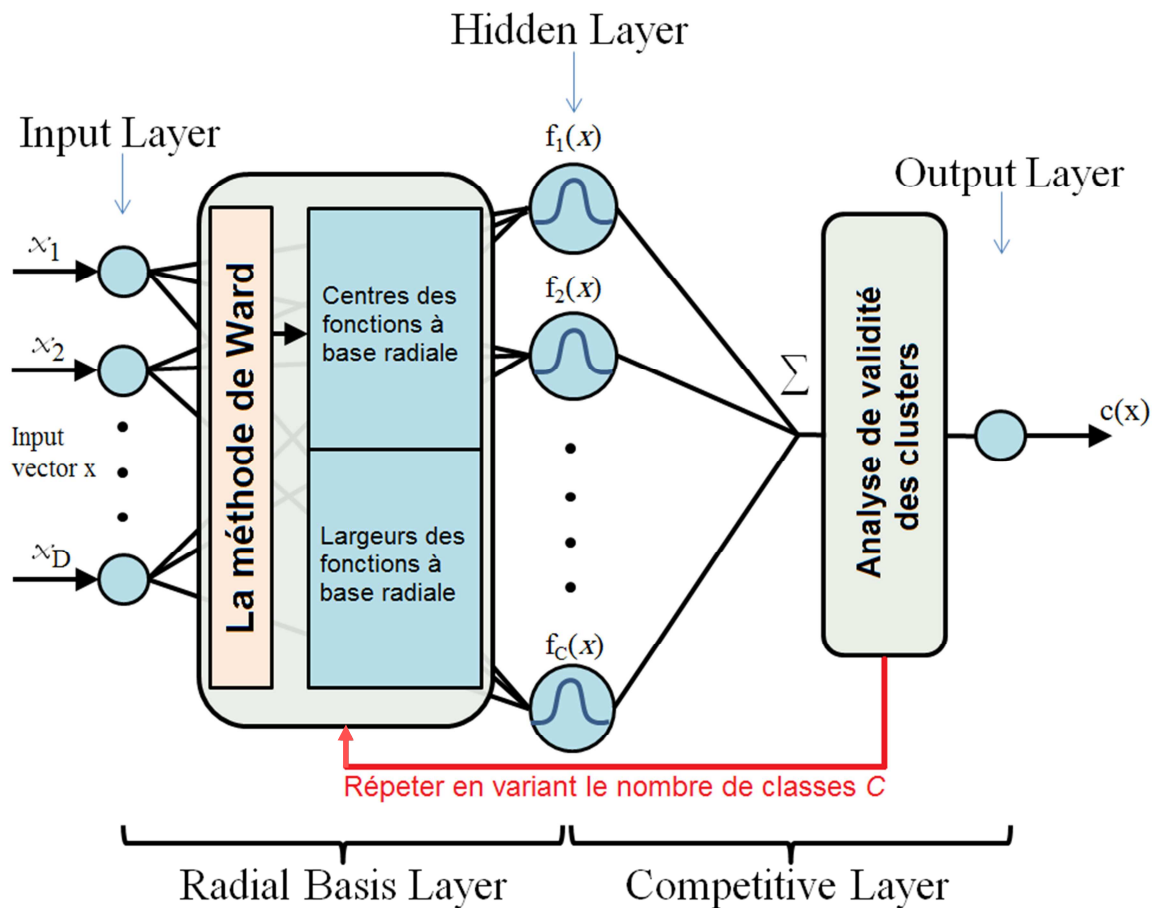 Hidden Layer
Input Layer
f1(x)
Output Layer
x1
La méthode de Ward
Centres des
fonctions à
base radiale
f2(x)
x2
Σ
Analyse de validité
des clusters
c(x)
Input
vector x
Largeurs des
fonctions à
base radiale
xD
fC(x)
Répeter en variant le nombre de classes C
Radial Basis Layer
Competitive Layer